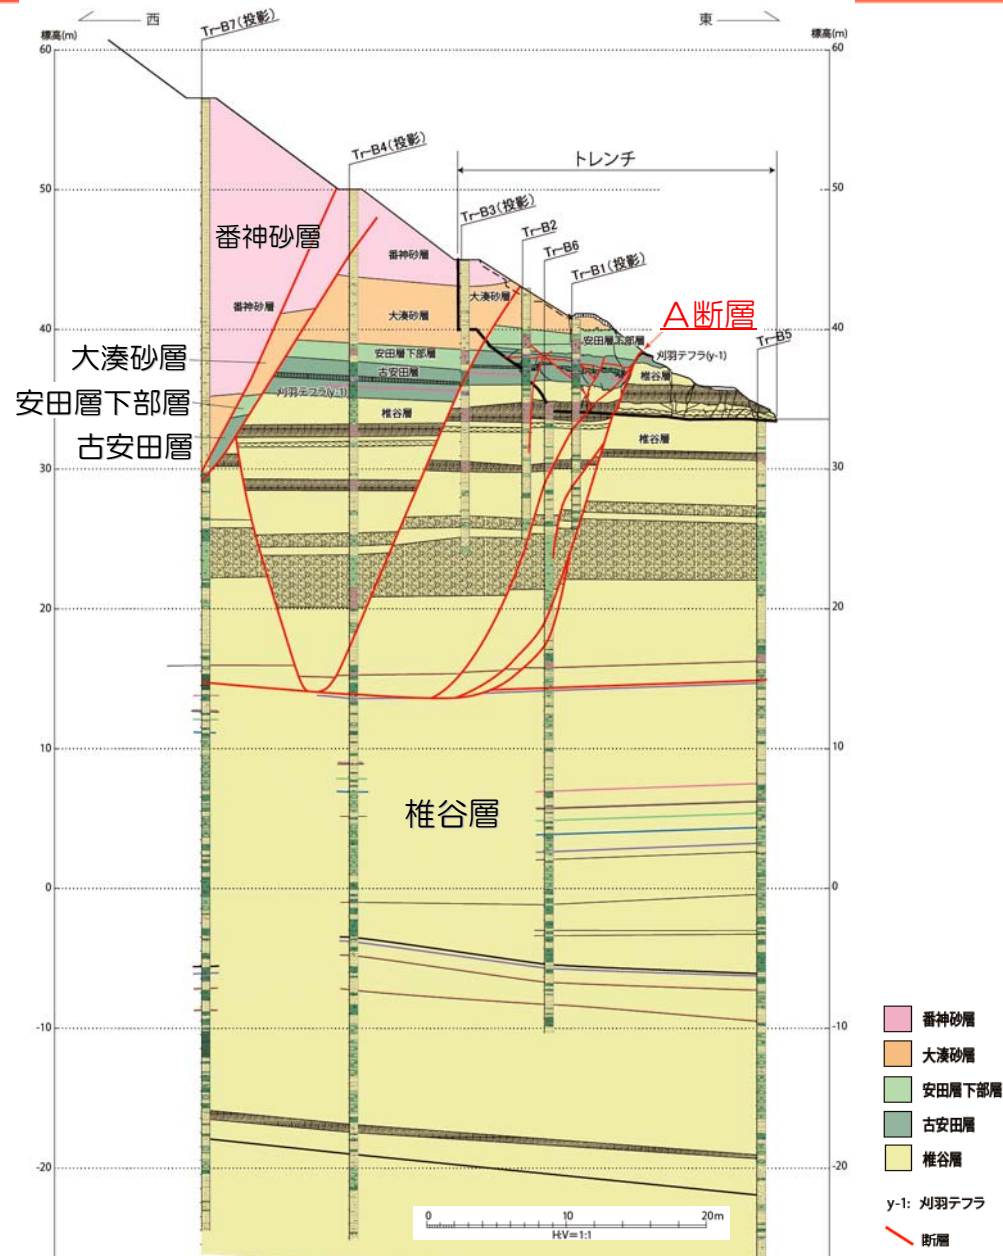 西
東
標高(m)
標高(m)
Tr-B7(投影)
Tr-B4(投影)
Tr-B3(投影)
Tr-B2
Tr-B6
Tr-B1(投影)
Tr-B5
トレンチ
A断層
60
60
50
50
40
40
30
30
20
20
10
10
0
0
-10
-10
-20
-20
番神砂層
番神砂層
番神砂層
大湊砂層
大湊砂層
大湊砂層
安田層下部層
安田層下部層
安田層下部層
古安田層
古安田層
刈羽テフラ(y-1)
刈羽テフラ(y-1)
椎谷層
椎谷層
椎谷層
椎谷層
0 10 20m
H:V=1:1
番神砂層
大湊砂層
安田層下部層
古安田層
椎谷層
y-1: 刈羽テフラ
断層